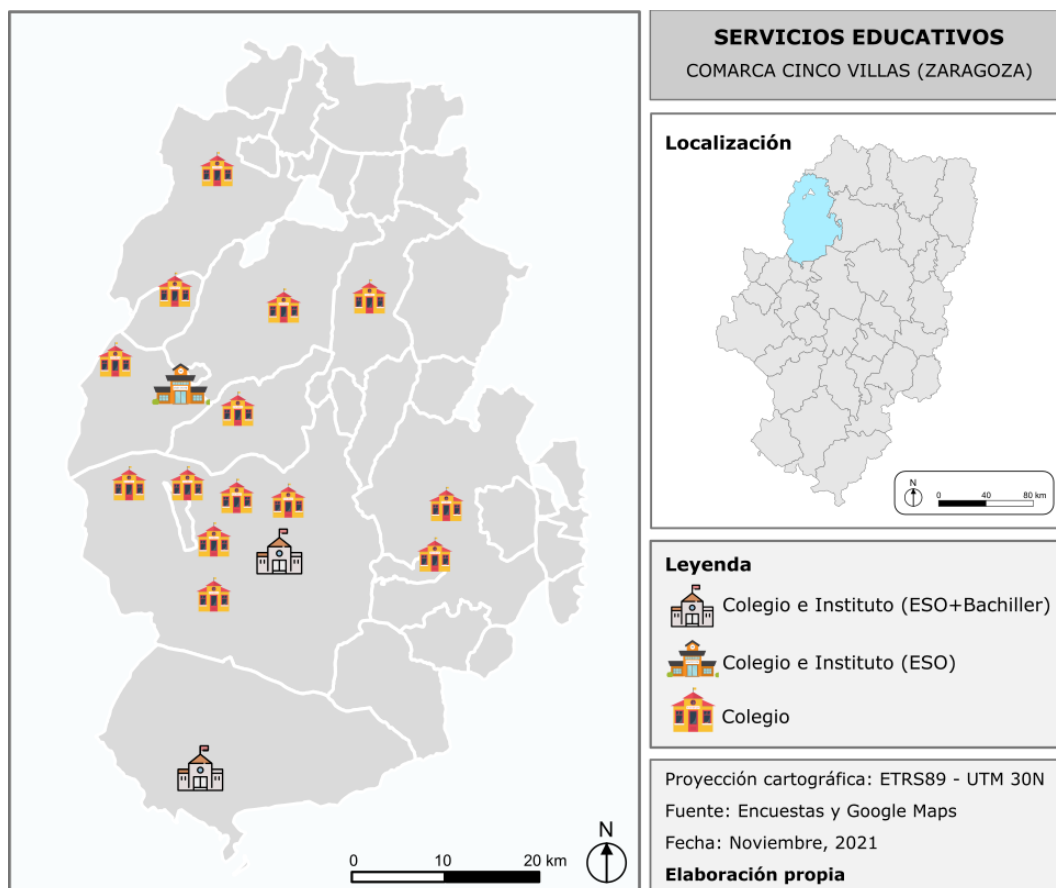 SERVICIOS EDUCATIVOS
COMARCA CINCO VILLAS (ZARAGOZA)
Localización
N
0 40 80 km
Leyenda
Colegio e Instituto (ESO+Bachiller)
Colegio e Instituto (ESO)
Colegio
Proyección cartográfica: ETRS89 - UTM 30N
Fuente: Encuestas y Google Maps
Fecha: Noviembre, 2021
Elaboración propia
N
0 10 20 km